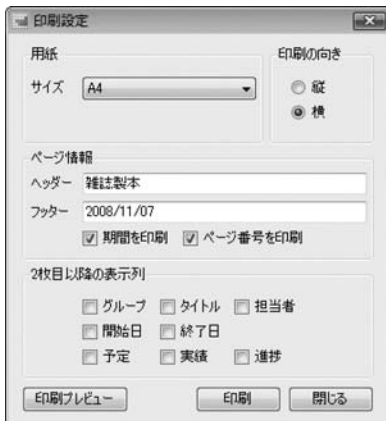 印刷設定
用紙
サイズ A4
印刷の向き
縦
横
ページ情報
ヘッダー 雑誌製本
フッター 2008/11/07
期間を印刷 ページ番号を印刷
2枚目以降の表示列
グループ タイトル 担当者
開始日 終了日
予定 実績 進捗
印刷プレビュー 印刷 閉じる